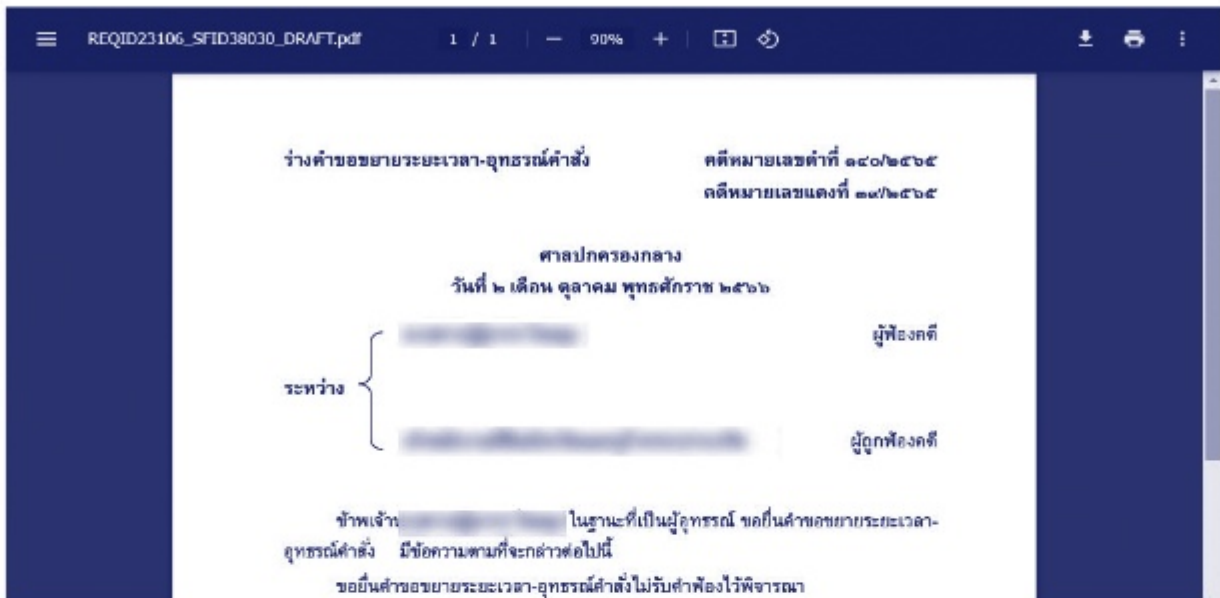 REQID23106_SFID38030_DRAFT.pdf 1 / 1 90%
ร่างคำขอขยายระยะเวลา-อุทธรณ์คำสั่ง คดีหมายเลขดำที่ ๑๔๐/๒๕๖๕
คดีหมายเลขแดงที่ ๓๙/๒๕๖๕
ศาลปกครองกลาง
วันที่ ๒ เดือน ตุลาคม พุทธศักราช ๒๕๖๖
ผู้ฟ้องคดี
ระหว่าง
ผู้ถูกฟ้องคดี
ข้าพเจ้า ในฐานะที่เป็นผู้อุทธรณ์ ขอยื่นคำขอขยายระยะเวลา-
อุทธรณ์คำสั่ง มีข้อความตามที่จะกล่าวต่อไปนี้
ขอยื่นคำขอขยายระยะเวลา-อุทธรณ์คำสั่งไม่รับคำฟ้องไว้พิจารณา